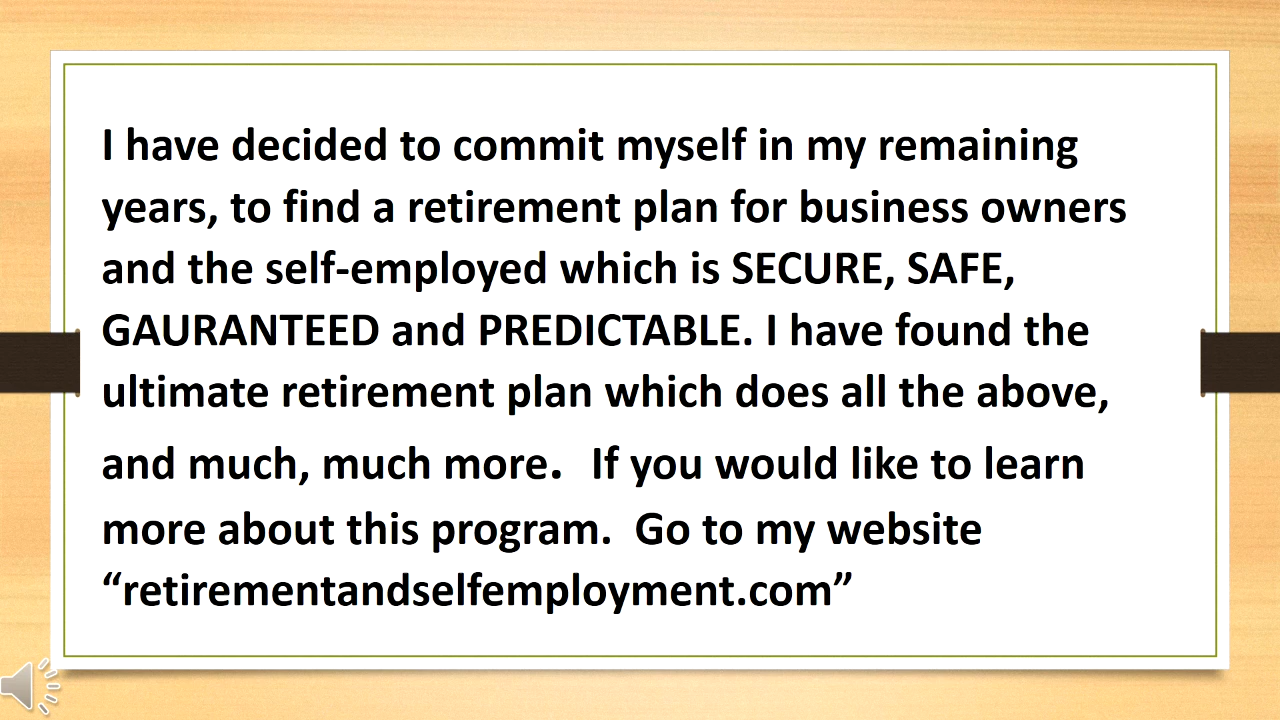 I have decided to commit myself in my remaining
years, to find a retirement plan for business owners
and the self-employed which is SECURE, SAFE,
GAURANTEED and PREDICTABLE. I have found the
ultimate retirement plan which does all the above,
and much, much more.  If you would like to learn
more about this program.  Go to my website
“retirementandselfemployment.com”